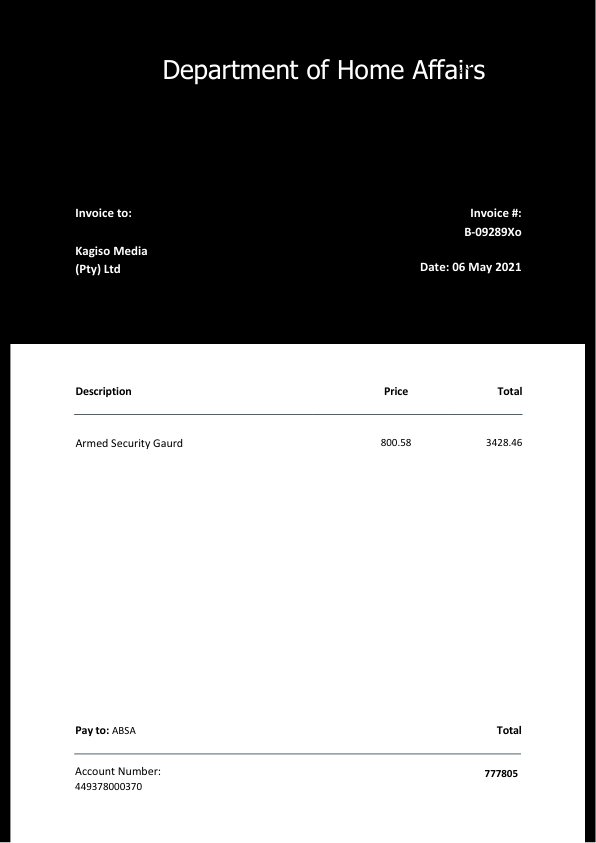 Department of Home Affairs
Invoice to:
Invoice #:
B-09289Xo
Kagiso Media
(Pty) Ltd
Date: 06 May 2021
Description Price Total
Armed Security Gaurd 800.58 3428.46
Pay to: ABSA Total
Account Number:
449378000370
777805